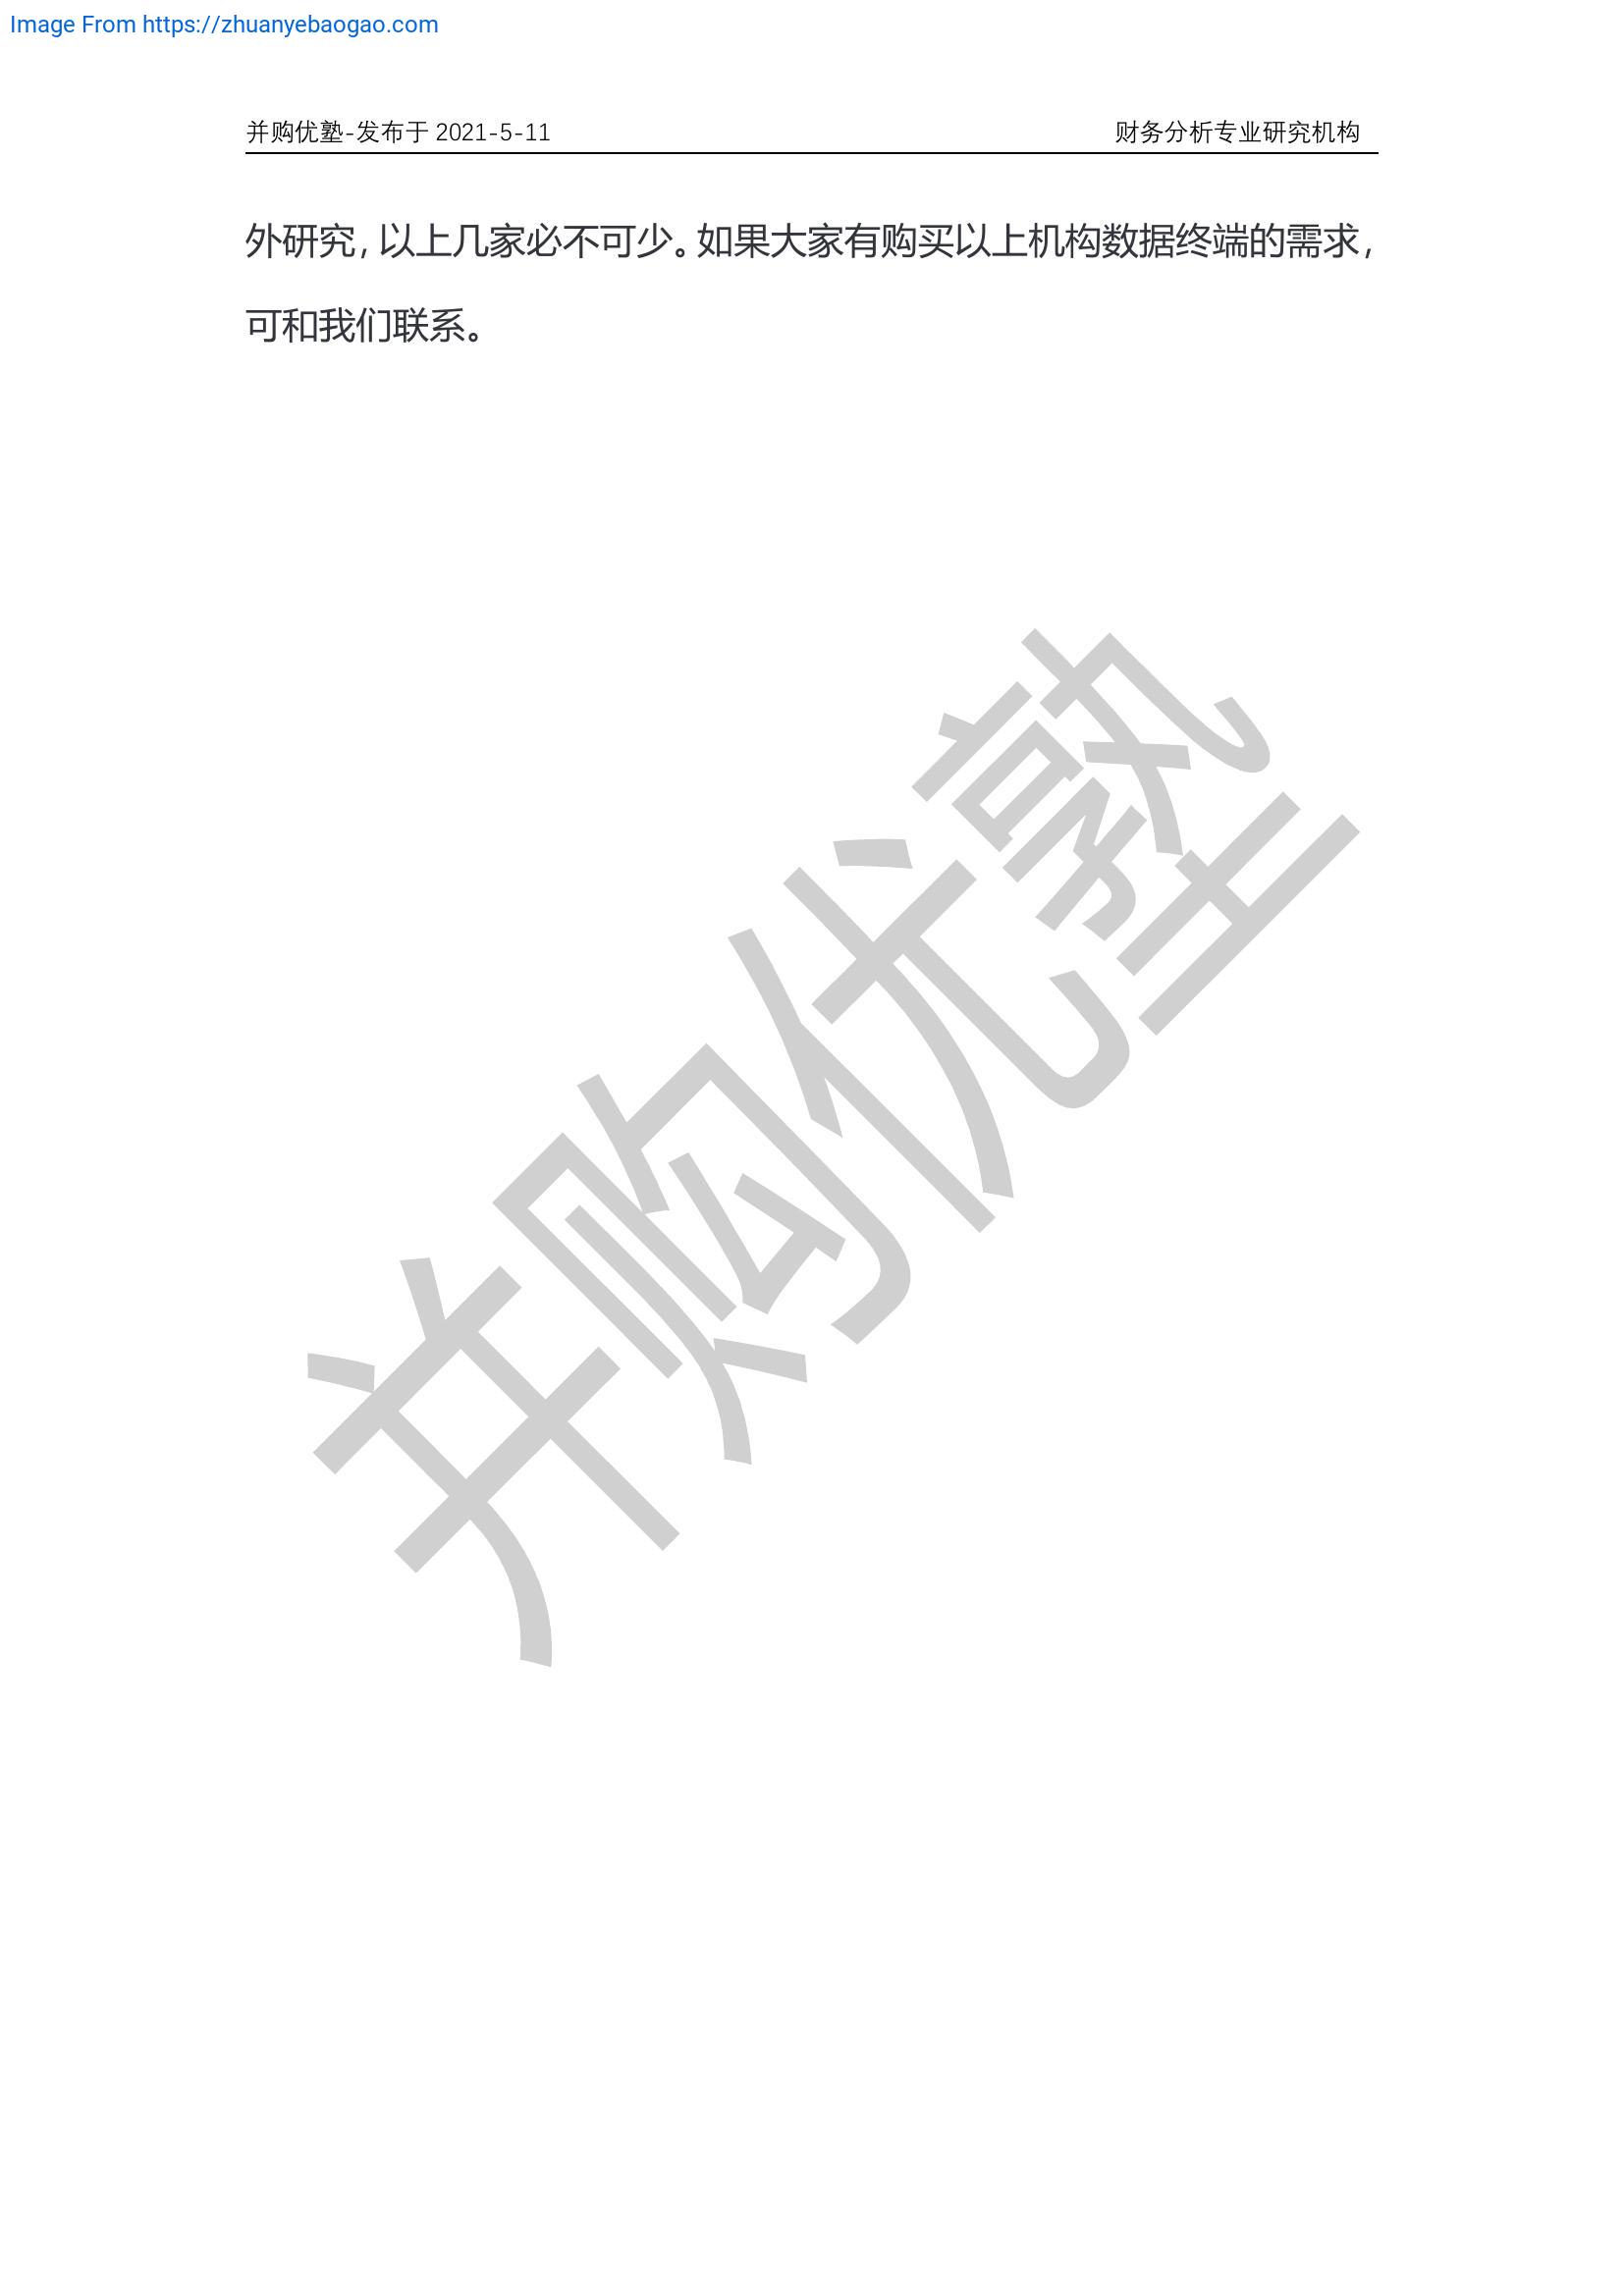 Image From https://zhuanyebaogao.com
并购优塾-发布于 2021-5-11 财务分析专业研究机构
外研究，以上几家必不可少。如果大家有购买以上机构数据终端的需求，
可和我们联系。
并购优塾